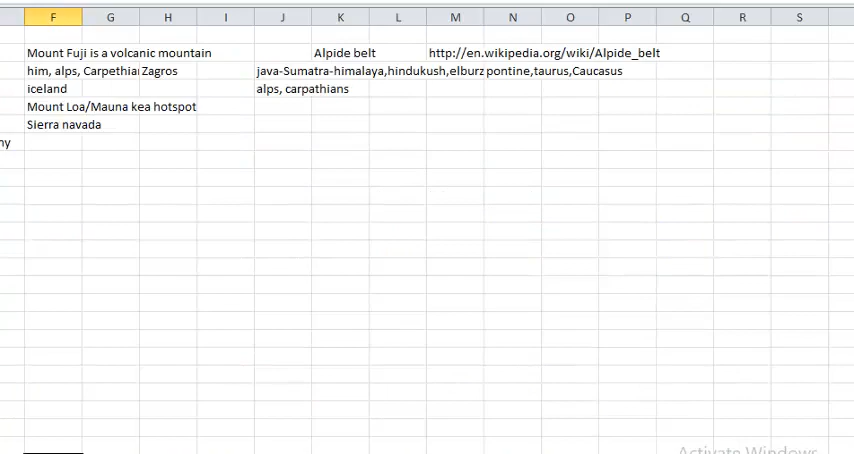 F G H I J K L M N O P Q R S
Mount Fuji is a volcanic mountain Alpide belt http://en.wikipedia.org/wiki/Alpide_belt
him, alps, Carpethia Zagros java-Sumatra-himalaya,hindukush,elburz pontine,taurus,Caucasus
iceland alps, carpathians
Mount Loa/Mauna kea hotspot
Sierra navada
ny
Activate Windows